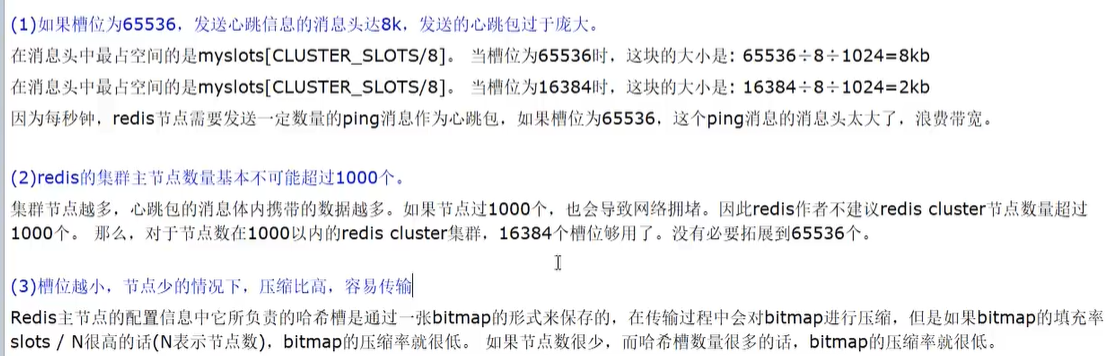 (1)如果槽位为65536，发送心跳信息的消息头达8k，发送的心跳包过于庞大。
在消息头中最占空间的是myslots[CLUSTER_SLOTS/8]。 当槽位为65536时，这块的大小是: 65536÷8÷1024=8kb
在消息头中最占空间的是myslots[CLUSTER_SLOTS/8]。 当槽位为16384时，这块的大小是: 16384÷8÷1024=2kb
因为每秒钟，redis节点需要发送一定数量的ping消息作为心跳包，如果槽位为65536，这个ping消息的消息头太大了，浪费带宽。
(2)redis的集群主节点数量基本不可能超过1000个。
集群节点越多，心跳包的消息体内携带的数据越多。如果节点过1000个，也会导致网络拥堵。因此redis作者不建议redis cluster节点数量超过
1000个。 那么，对于节点数在1000以内的redis cluster集群，16384个槽位够用了。没有必要拓展到65536个。
(3)槽位越小，节点少的情况下，压缩比高，容易传输
Redis主节点的配置信息中它所负责的哈希槽是通过一张bitmap的形式来保存的，在传输过程中会对bitmap进行压缩，但是如果bitmap的填充率
slots / N很高的话(N表示节点数)，bitmap的压缩率就很低。 如果节点数很少，而哈希槽数量很多的话，bitmap的压缩率就很低。